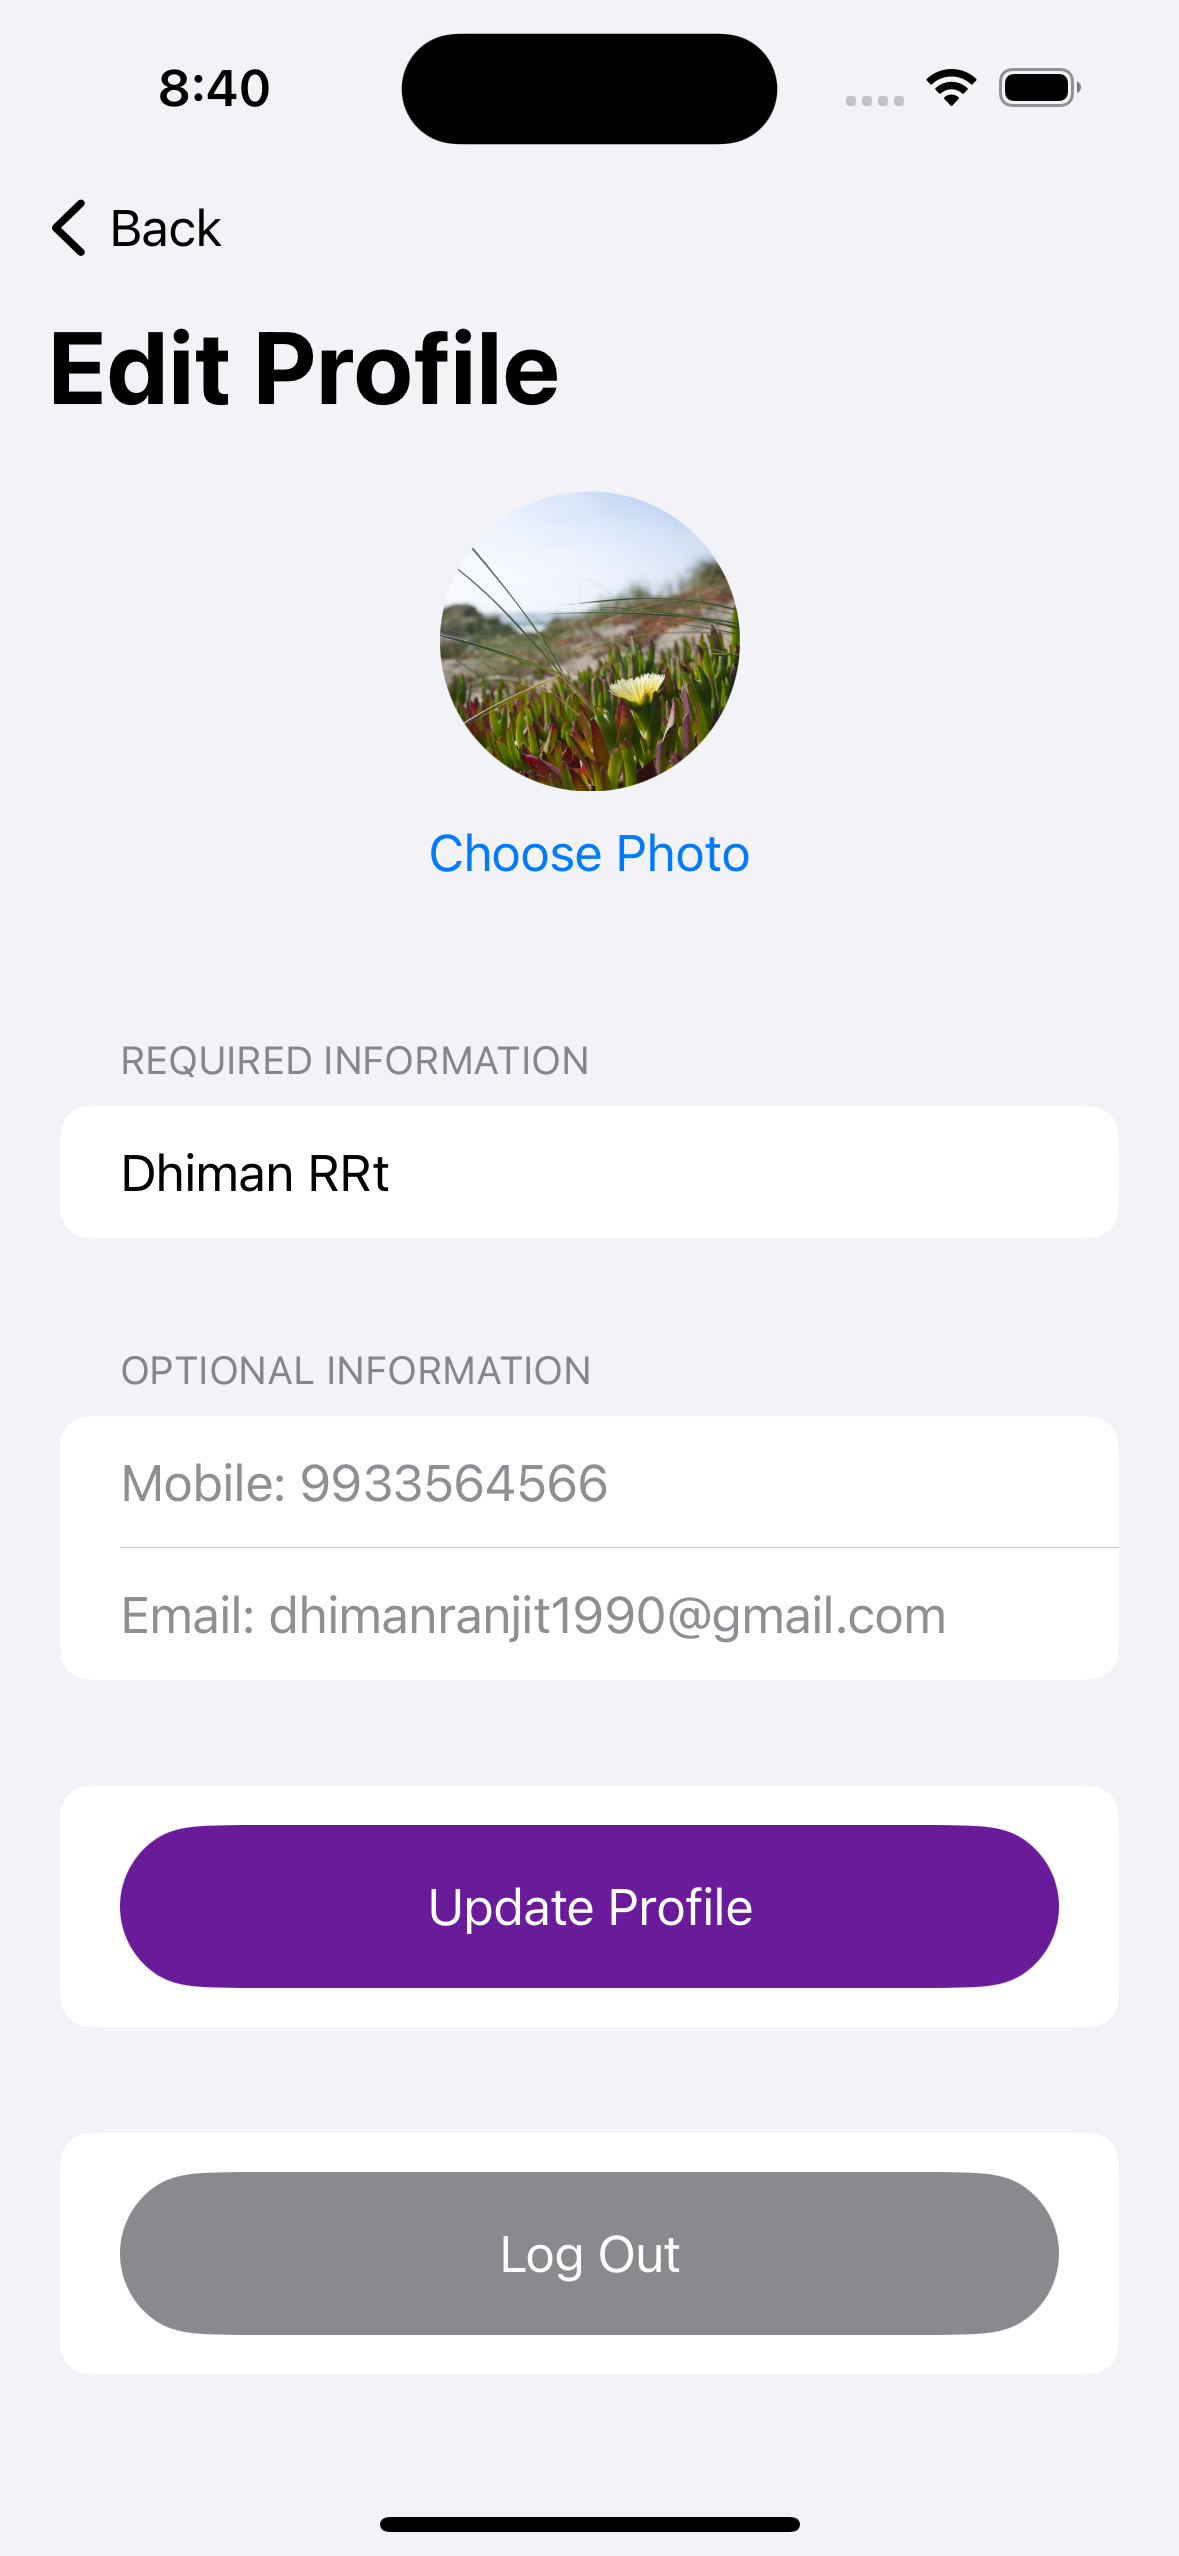 8:40
Back
Edit Profile
Choose Photo
REQUIRED INFORMATION
Dhiman RRt
OPTIONAL INFORMATION
Mobile: 9933564566
Email: dhimanranjit1990@gmail.com
Update Profile
Log Out